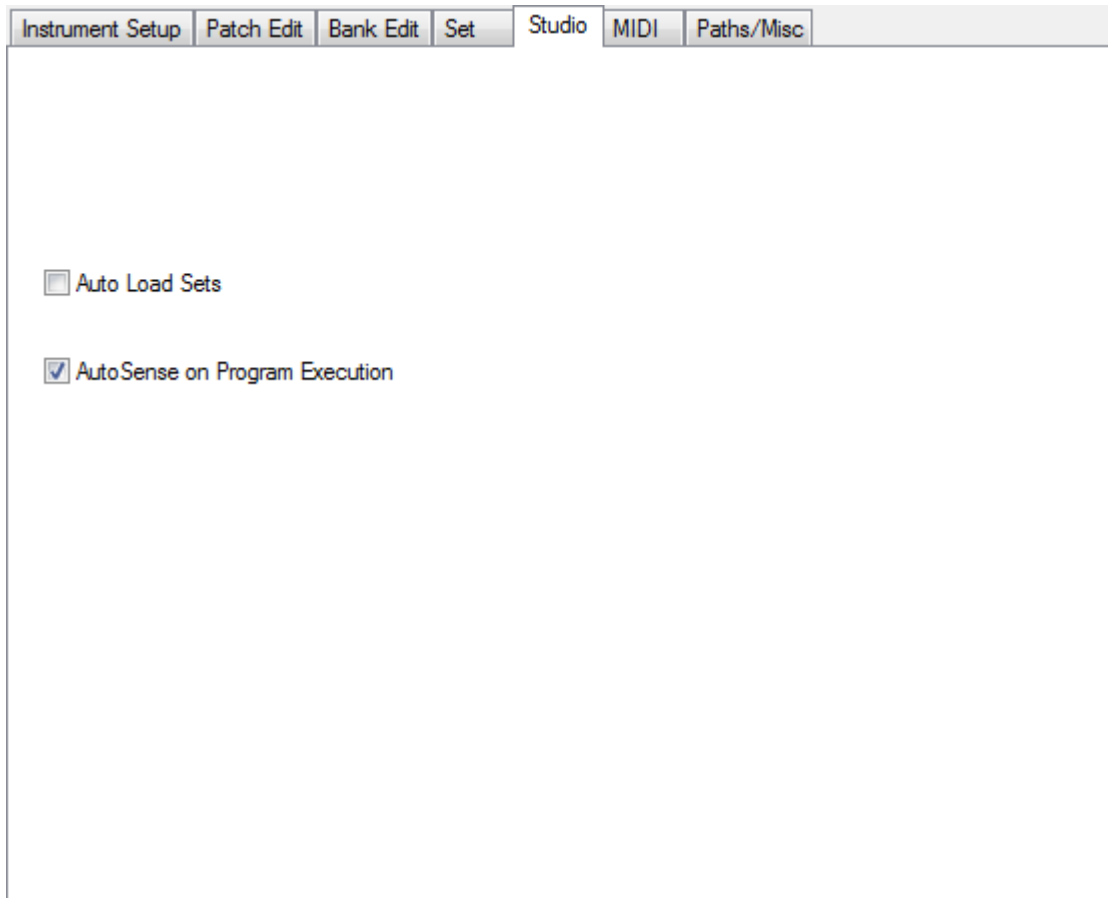 Instrument Setup Patch Edit Bank Edit Set Studio MIDI Paths/Misc
Auto Load Sets
AutoSense on Program Execution